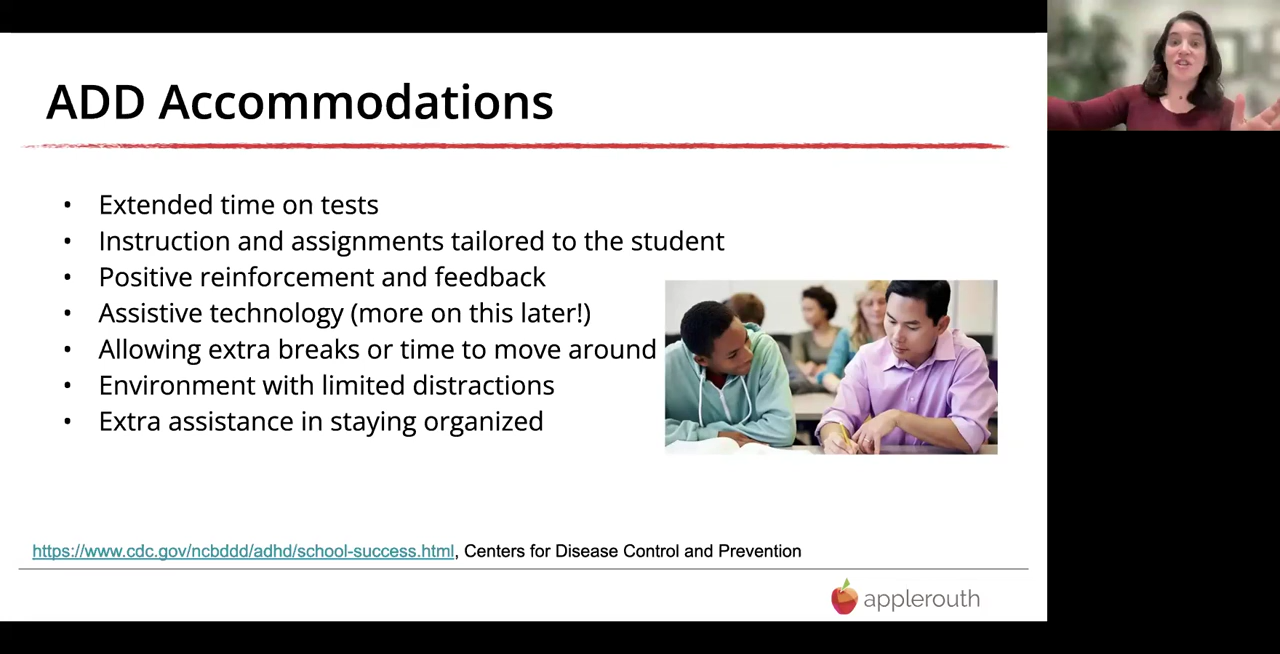 ADD Accommodations
• Extended time on tests
• Instruction and assignments tailored to the student
• Positive reinforcement and feedback
• Assistive technology (more on this later!)
• Allowing extra breaks or time to move around
• Environment with limited distractions
• Extra assistance in staying organized
https://www.cdc.gov/ncbddd/adhd/school-success.html, Centers for Disease Control and Prevention
applerouth